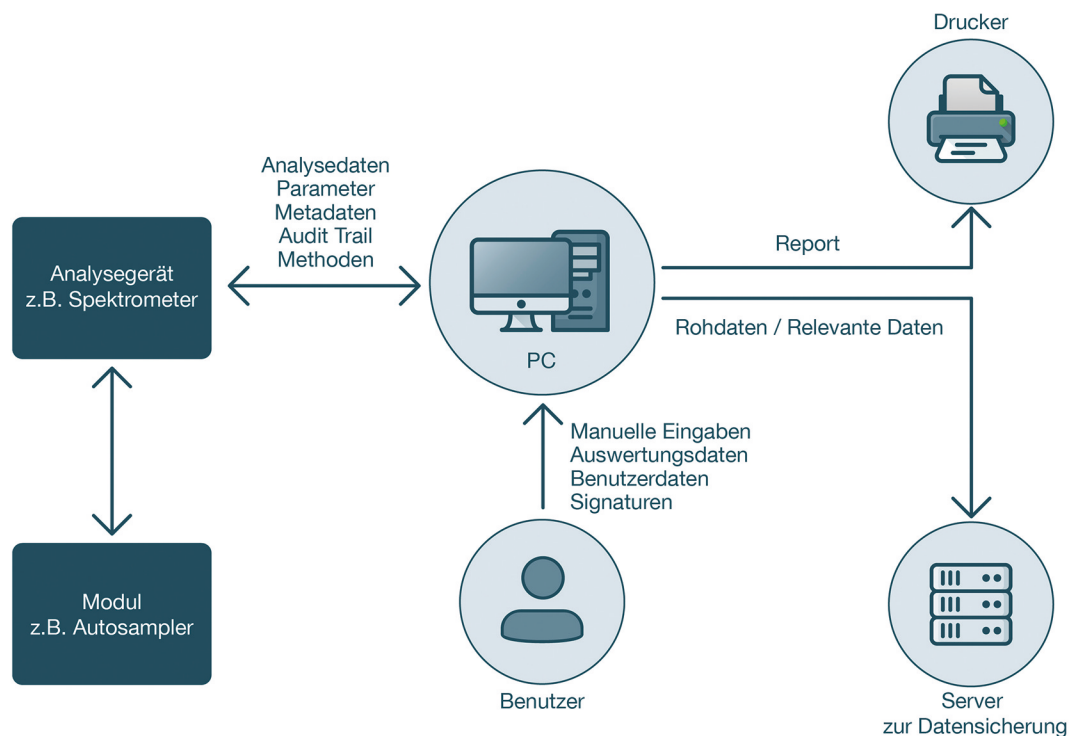 Drucker
Analysedaten
Parameter
Metadaten
Audit Trail
Methoden
Report
Analysegerät
z.B. Spektrometer
Rohdaten / Relevante Daten
PC
Manuelle Eingaben
Auswertungsdaten
Benutzerdaten
Signaturen
Modul
z.B. Autosampler
Benutzer
Server
zur Datensicherung